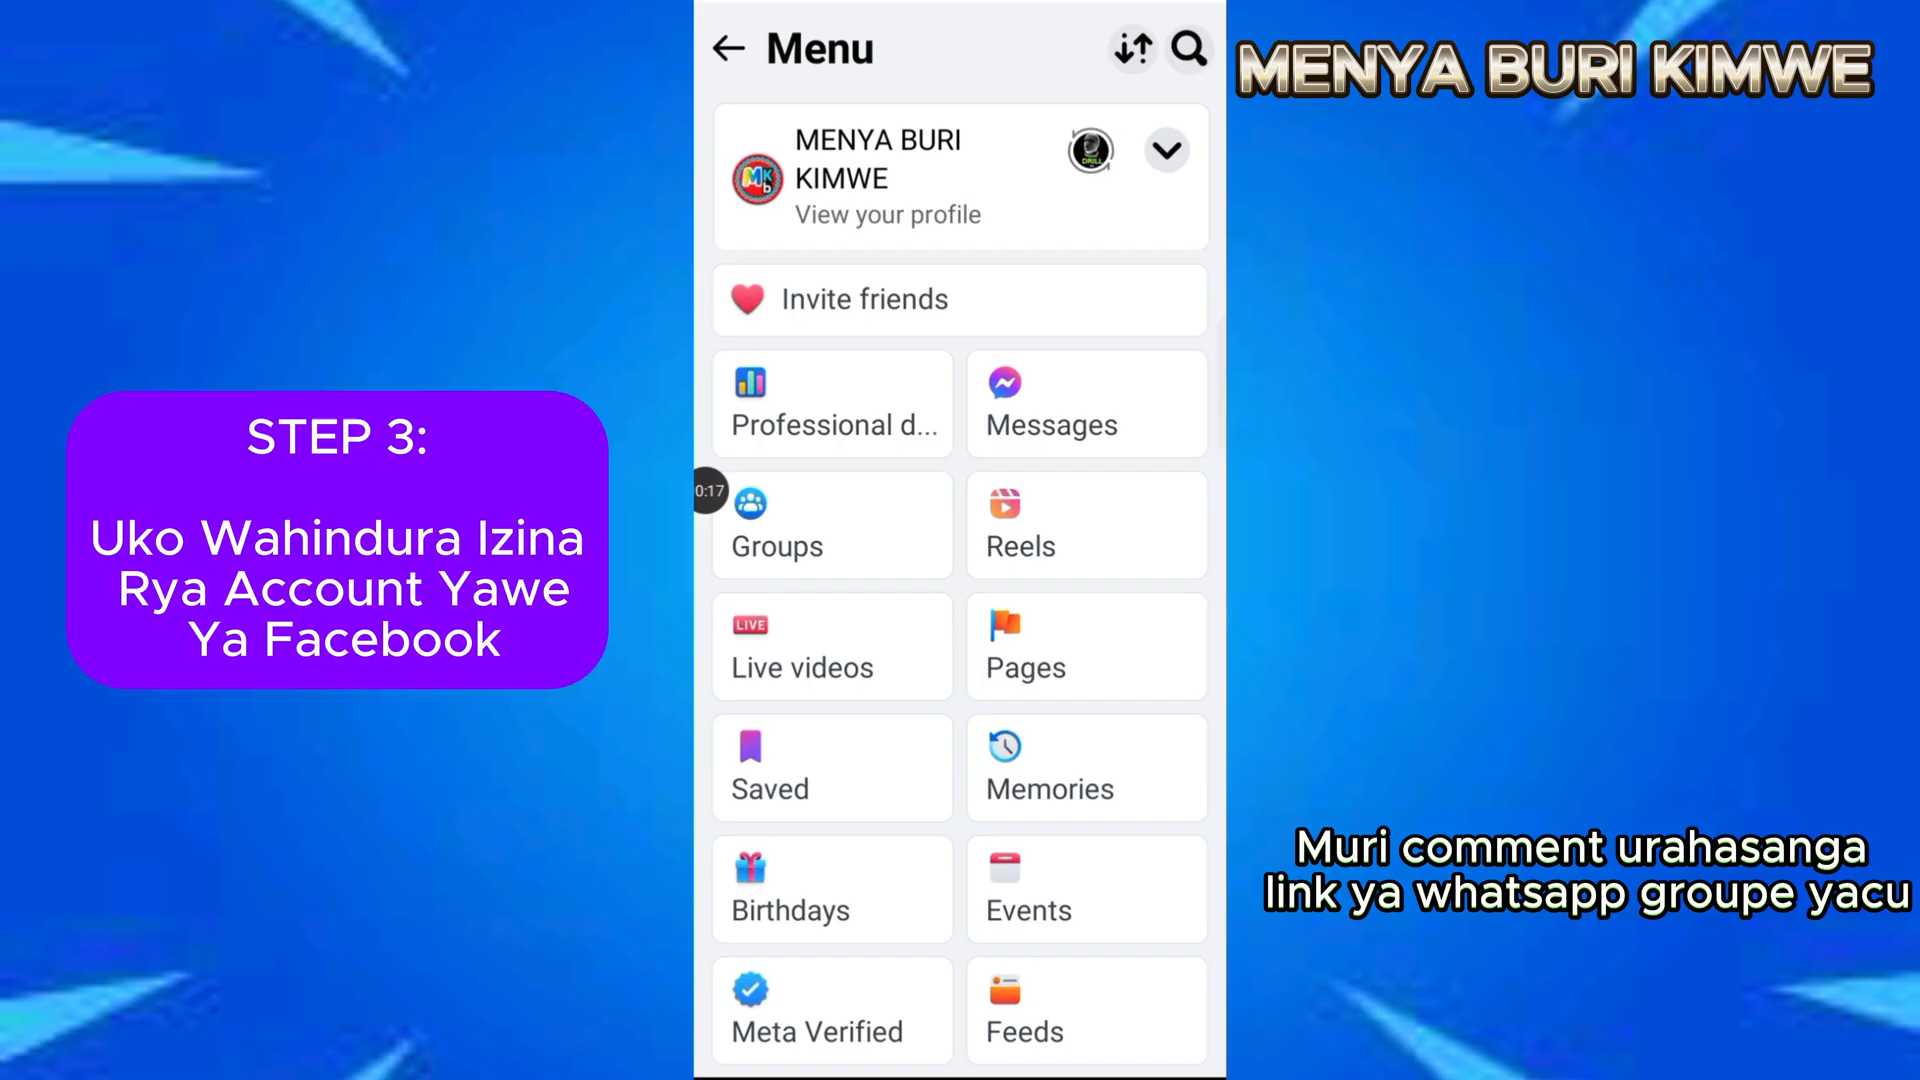 STEP 3:
Uko Wahindura Izina
Rya Account Yawe
Ya Facebook
Menu
MENYA BURI
KIMWE
View your profile
MKb
DRILL
Invite friends
Professional d...
Messages
0:17
Groups
Reels
LIVE
Live videos
Pages
Saved
Memories
Birthdays
Events
Meta Verified
Feeds
MENYA BURI KIMWE
Muri comment urahasanga
link ya whatsapp groupe yacu